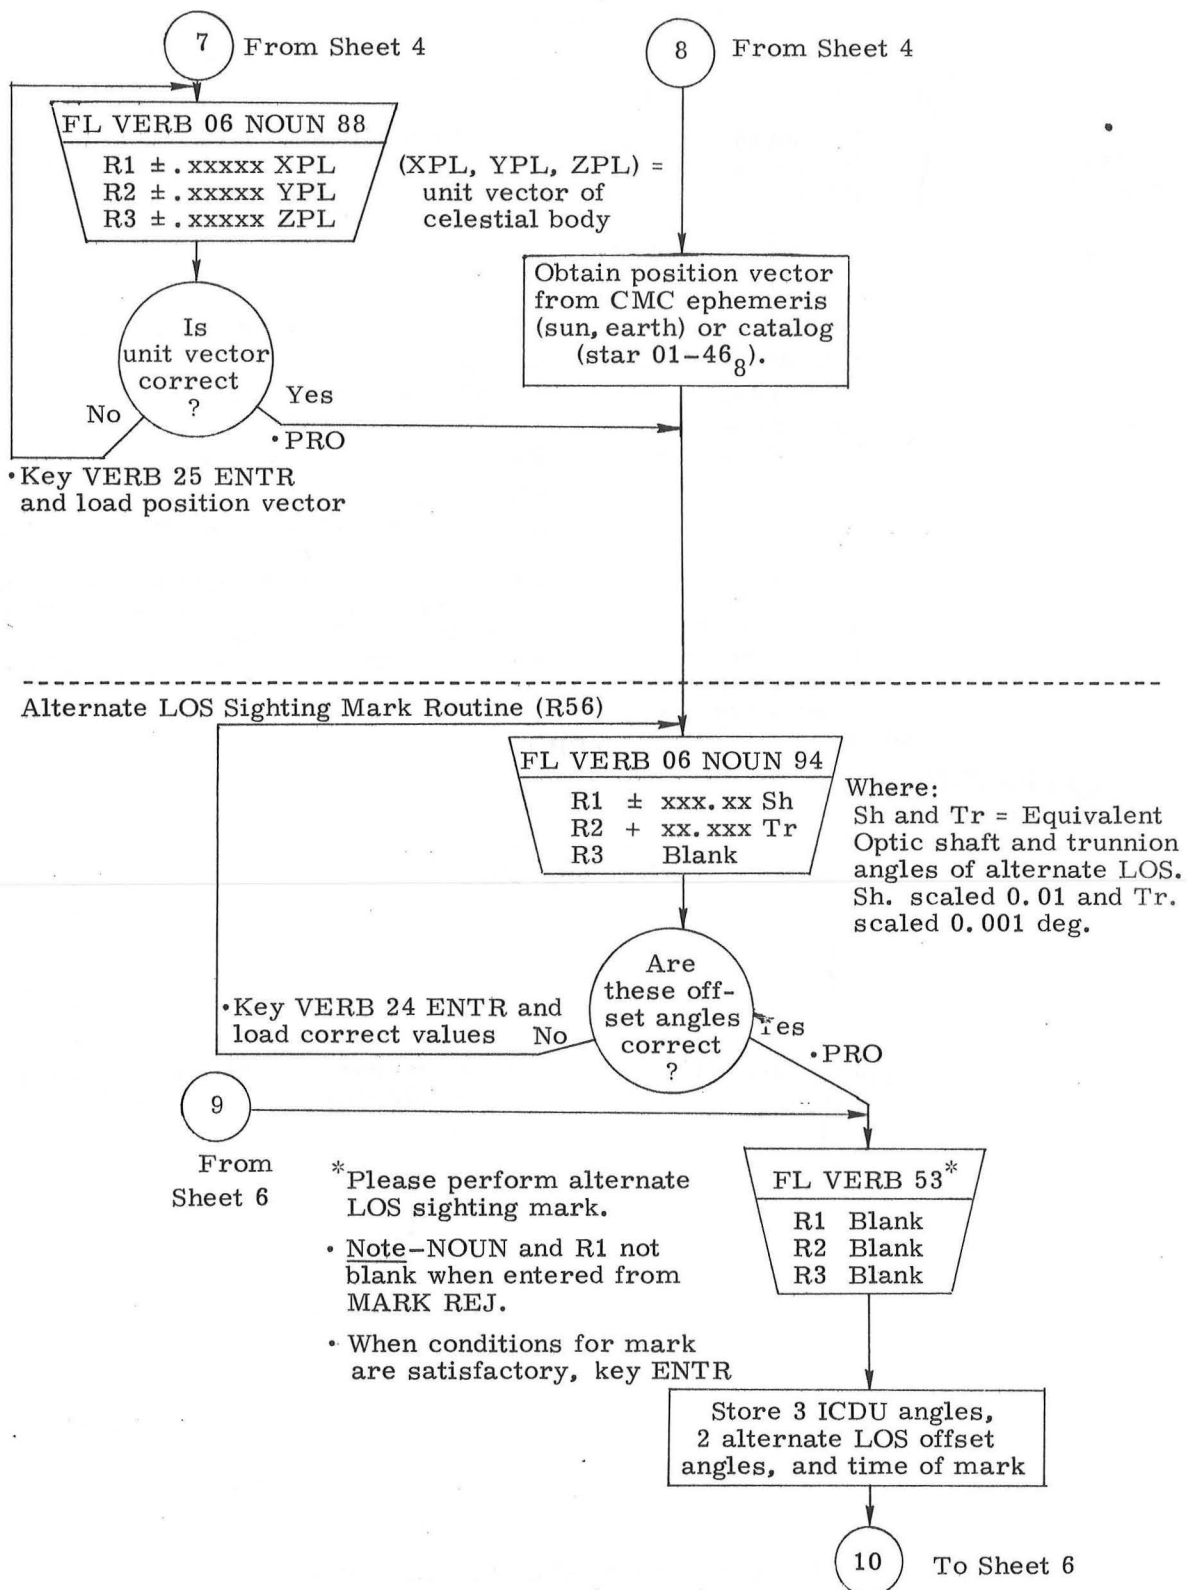 7 From Sheet 4
8 From Sheet 4
FL VERB 06 NOUN 88
R1 ± .xxxxx XPL
R2 ± .xxxxx YPL
R3 ± .xxxxx ZPL
(XPL, YPL, ZPL) =
unit vector of
celestial body
Obtain position vector
from CMC ephemeris
(sun, earth) or catalog
(star 01-46₈).
Is
unit vector
correct
?
No
Yes
•PRO
•Key VERB 25 ENTR
and load position vector
Alternate LOS Sighting Mark Routine (R56)
FL VERB 06 NOUN 94
R1 ± xxx.xx Sh
R2 + xx.xxx Tr
R3 Blank
Where:
Sh and Tr = Equivalent
Optic shaft and trunnion
angles of alternate LOS.
Sh. scaled 0.01 and Tr.
scaled 0.001 deg.
Are
these off-
set angles
correct
?
•Key VERB 24 ENTR and
load correct values No
Yes
•PRO
9
From
Sheet 6
*Please perform alternate
LOS sighting mark.
• Note-NOUN and R1 not
blank when entered from
MARK REJ.
• When conditions for mark
are satisfactory, key ENTR
FL VERB 53*
R1 Blank
R2 Blank
R3 Blank
Store 3 ICDU angles,
2 alternate LOS offset
angles, and time of mark
10 To Sheet 6